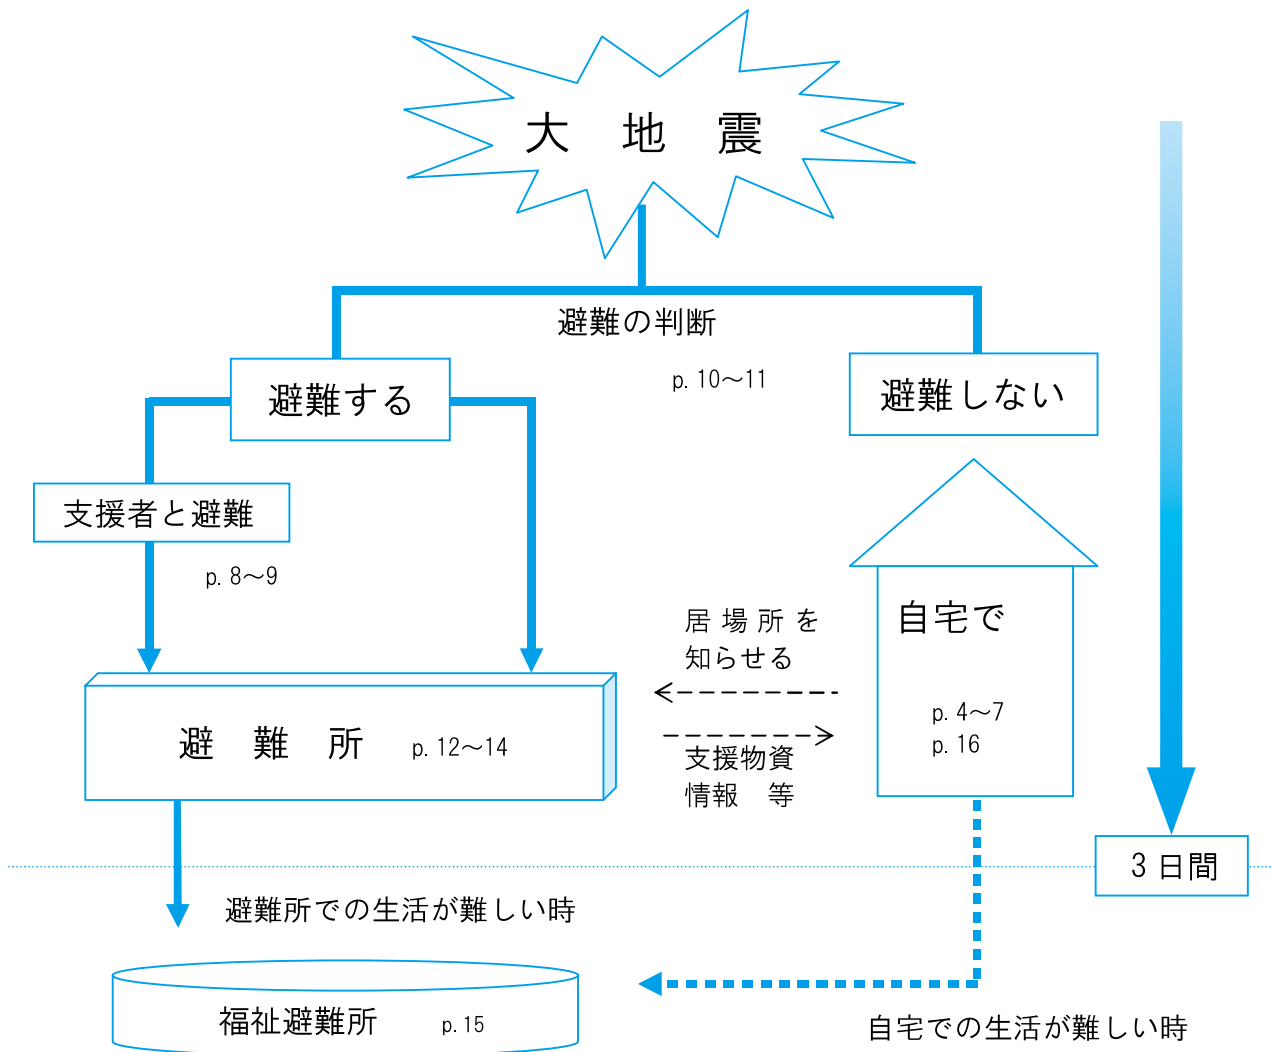 大　地　震
避難の判断
p. 10～11
避難する
避難しない
支援者と避難
p. 8～9
居場所を
知らせる
自宅で
p. 4～7
p. 16
避　難　所　p. 12～14
支援物資
情報　等
3日間
避難所での生活が難しい時
福祉避難所　p. 15
自宅での生活が難しい時